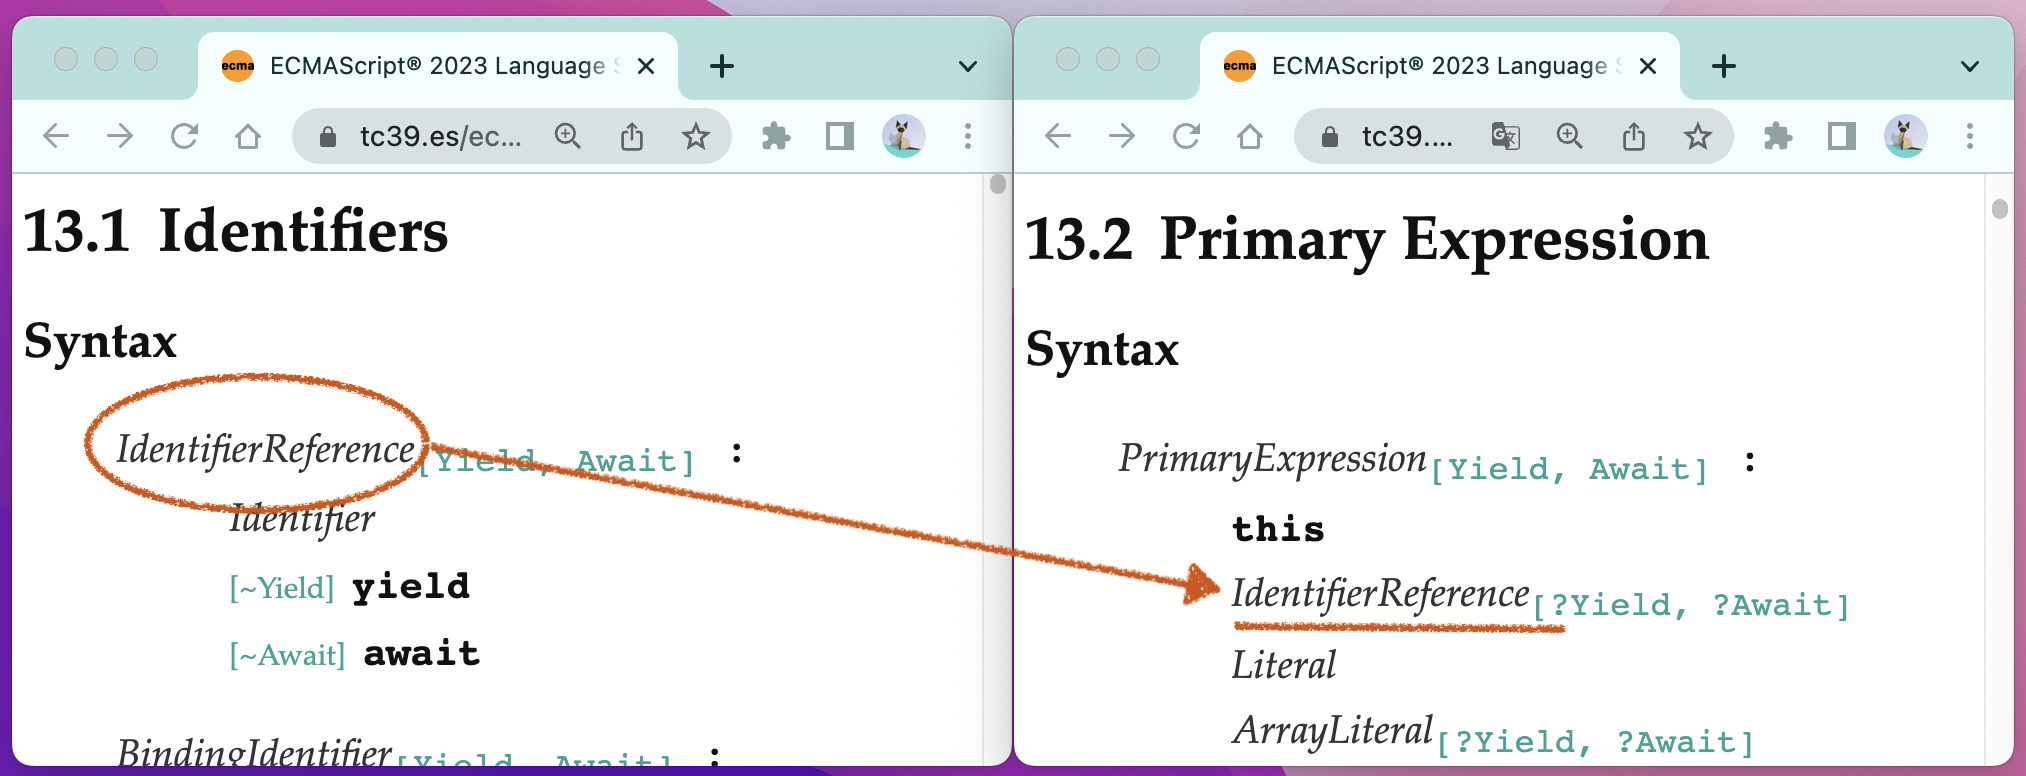 ecma ECMAScript® 2023 Language S
tc39.es/ec...
13.1 Identifiers
Syntax
IdentifierReference[Yield, Await] :
Identifier
[~Yield] yield
[~Await] await
BindingIdentifier[Yield, Await] :
ecma ECMAScript® 2023 Language S
tc39....
13.2 Primary Expression
Syntax
PrimaryExpression[Yield, Await] :
this
IdentifierReference[?Yield, ?Await]
Literal
ArrayLiteral[?Yield, ?Await]